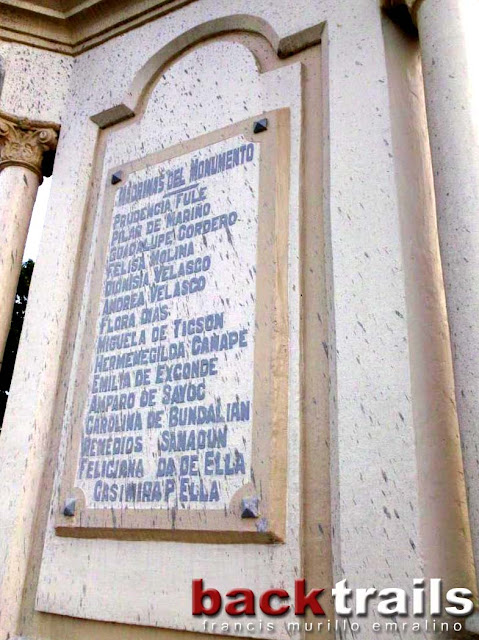 Madrinas del Monumento
Prudencia Fule
Pilar de Mariño
Guadalupe Cordero
Felisa Molina
Dionisia Velasco
Andrea Velasco
Flora Dias
Miguela de Ticson
Hermenegilda Cañape
Emilia de Exconde
Amparo de Sayoc
Carolina de Bundalian
Remedios Sanaqun
Feliciana da de Ella
Casimira P Ella
backtrails
francis murillo emralino